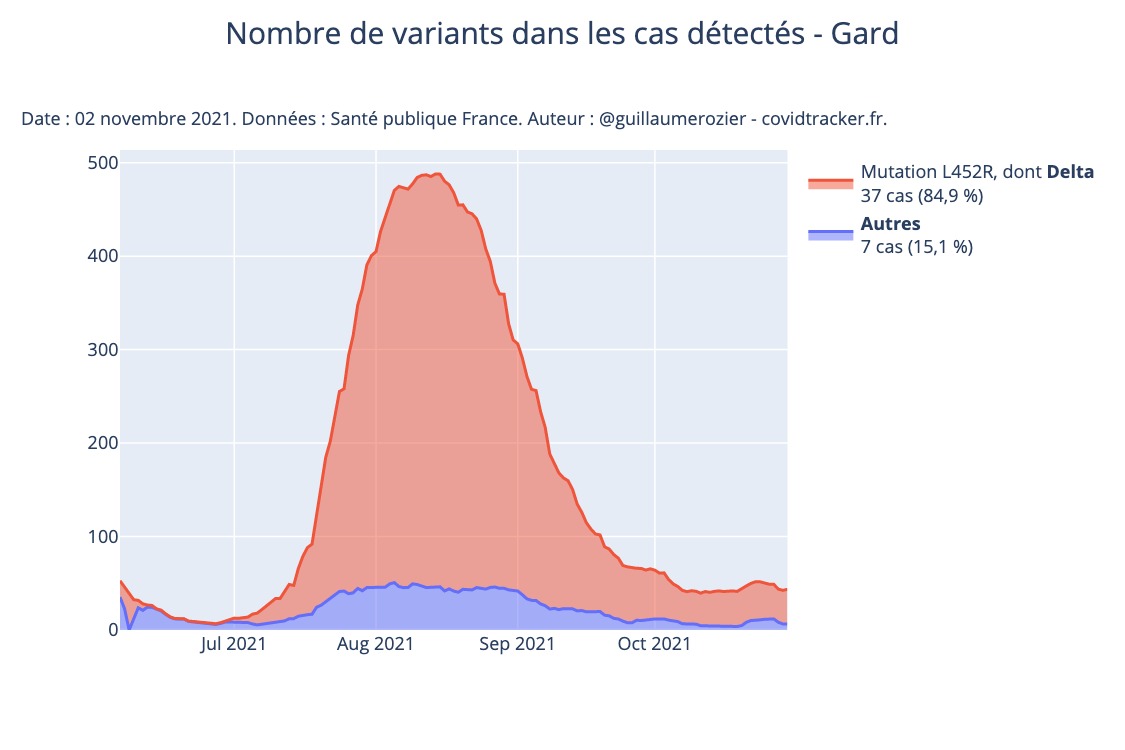 Nombre de variants dans les cas détectés - Gard
Date : 02 novembre 2021. Données : Santé publique France. Auteur : @guillaumerozier - covidtracker.fr.
500
400
300
200
100
0
Jul 2021
Aug 2021
Sep 2021
Oct 2021
Mutation L452R, dont Delta
37 cas (84,9 %)
Autres
7 cas (15,1 %)